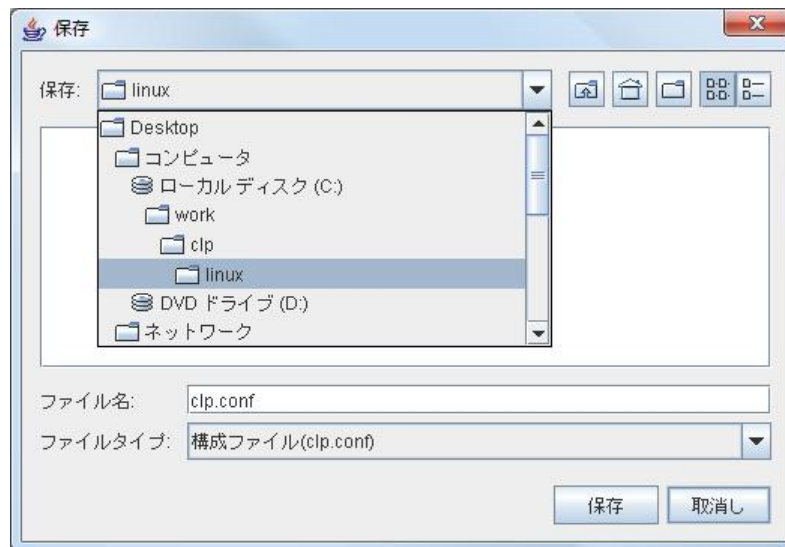 保存
保存: linux
Desktop
コンピュータ
ローカル ディスク (C:)
work
clp
linux
DVD ドライブ (D:)
ネットワーク
ファイル名: clp.conf
ファイルタイプ: 構成ファイル(clp.conf)
保存 取消し